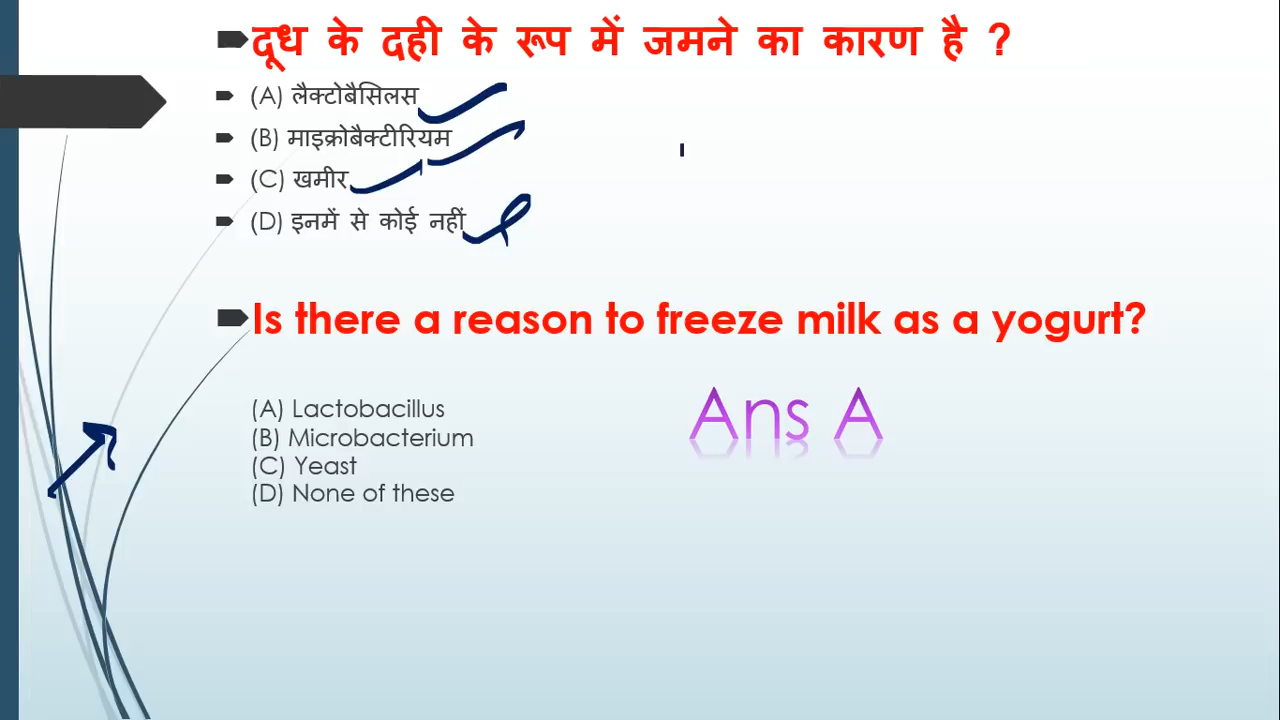 दूध के दही के रूप में जमने का कारण है ?
(A) लैक्टोबैसिलस
(B) माइक्रोबैक्टीरियम
(C) खमीर
(D) इनमें से कोई नहीं
Is there a reason to freeze milk as a yogurt?
(A) Lactobacillus
(B) Microbacterium
(C) Yeast
(D) None of these
Ans A